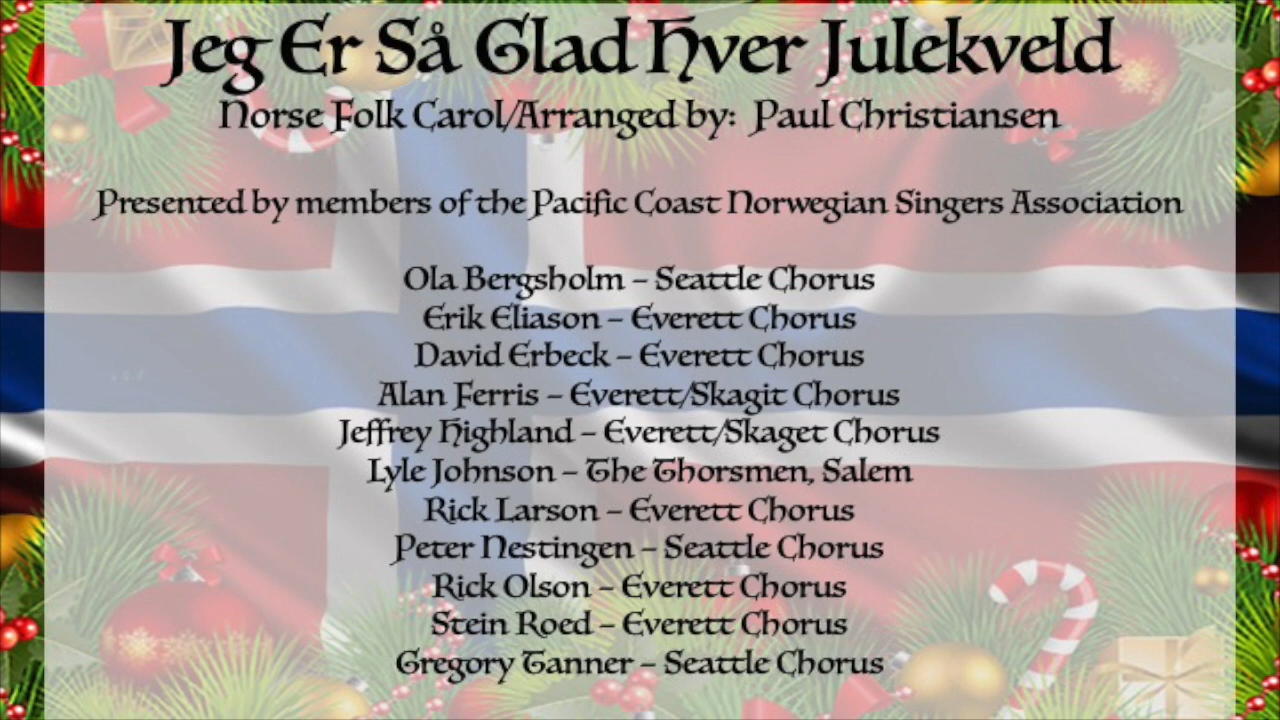 Jeg Er Så Glad Hver Julekveld
Norse Folk Carol/Arranged by: Paul Christiansen
Presented by members of the Pacific Coast Norwegian Singers Association
Ola Bergsholm – Seattle Chorus
Erik Eliason – Everett Chorus
David Erbeck – Everett Chorus
Alan Ferris – Everett/Skagit Chorus
Jeffrey Highland – Everett/Skaget Chorus
Lyle Johnson – The Thorsmen, Salem
Rick Larson – Everett Chorus
Peter Nestingen – Seattle Chorus
Rick Olson – Everett Chorus
Stein Roed – Everett Chorus
Gregory Tanner – Seattle Chorus